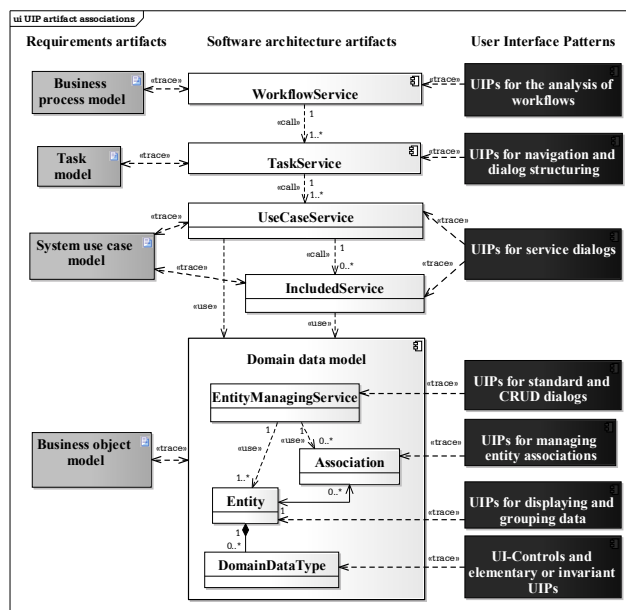 ui UIP artifact associations
Requirements artifacts
Software architecture artifacts
User Interface Patterns
Business
process model
«trace»
WorkflowService
«trace»
UIPs for the analysis of
workflows
1
«call»
1..*
Task
model
«trace»
TaskService
«trace»
UIPs for navigation and
dialog structuring
1
«call»
1..*
«trace»
UseCaseService
«trace»
System use case
model
1
«call»
0..*
UIPs for service dialogs
«trace»
«trace»
IncludedService
«use»
«use»
Domain data model
EntityManagingService
«trace»
UIPs for standard and
CRUD dialogs
1
1
«use»
«use»
0..*
Business object
model
«trace»
Association
«trace»
UIPs for managing
entity associations
1..*
0..*
Entity
1
«trace»
UIPs for displaying and
grouping data
1
0..*
DomainDataType
«trace»
UI-Controls and
elementary or invariant
UIPs